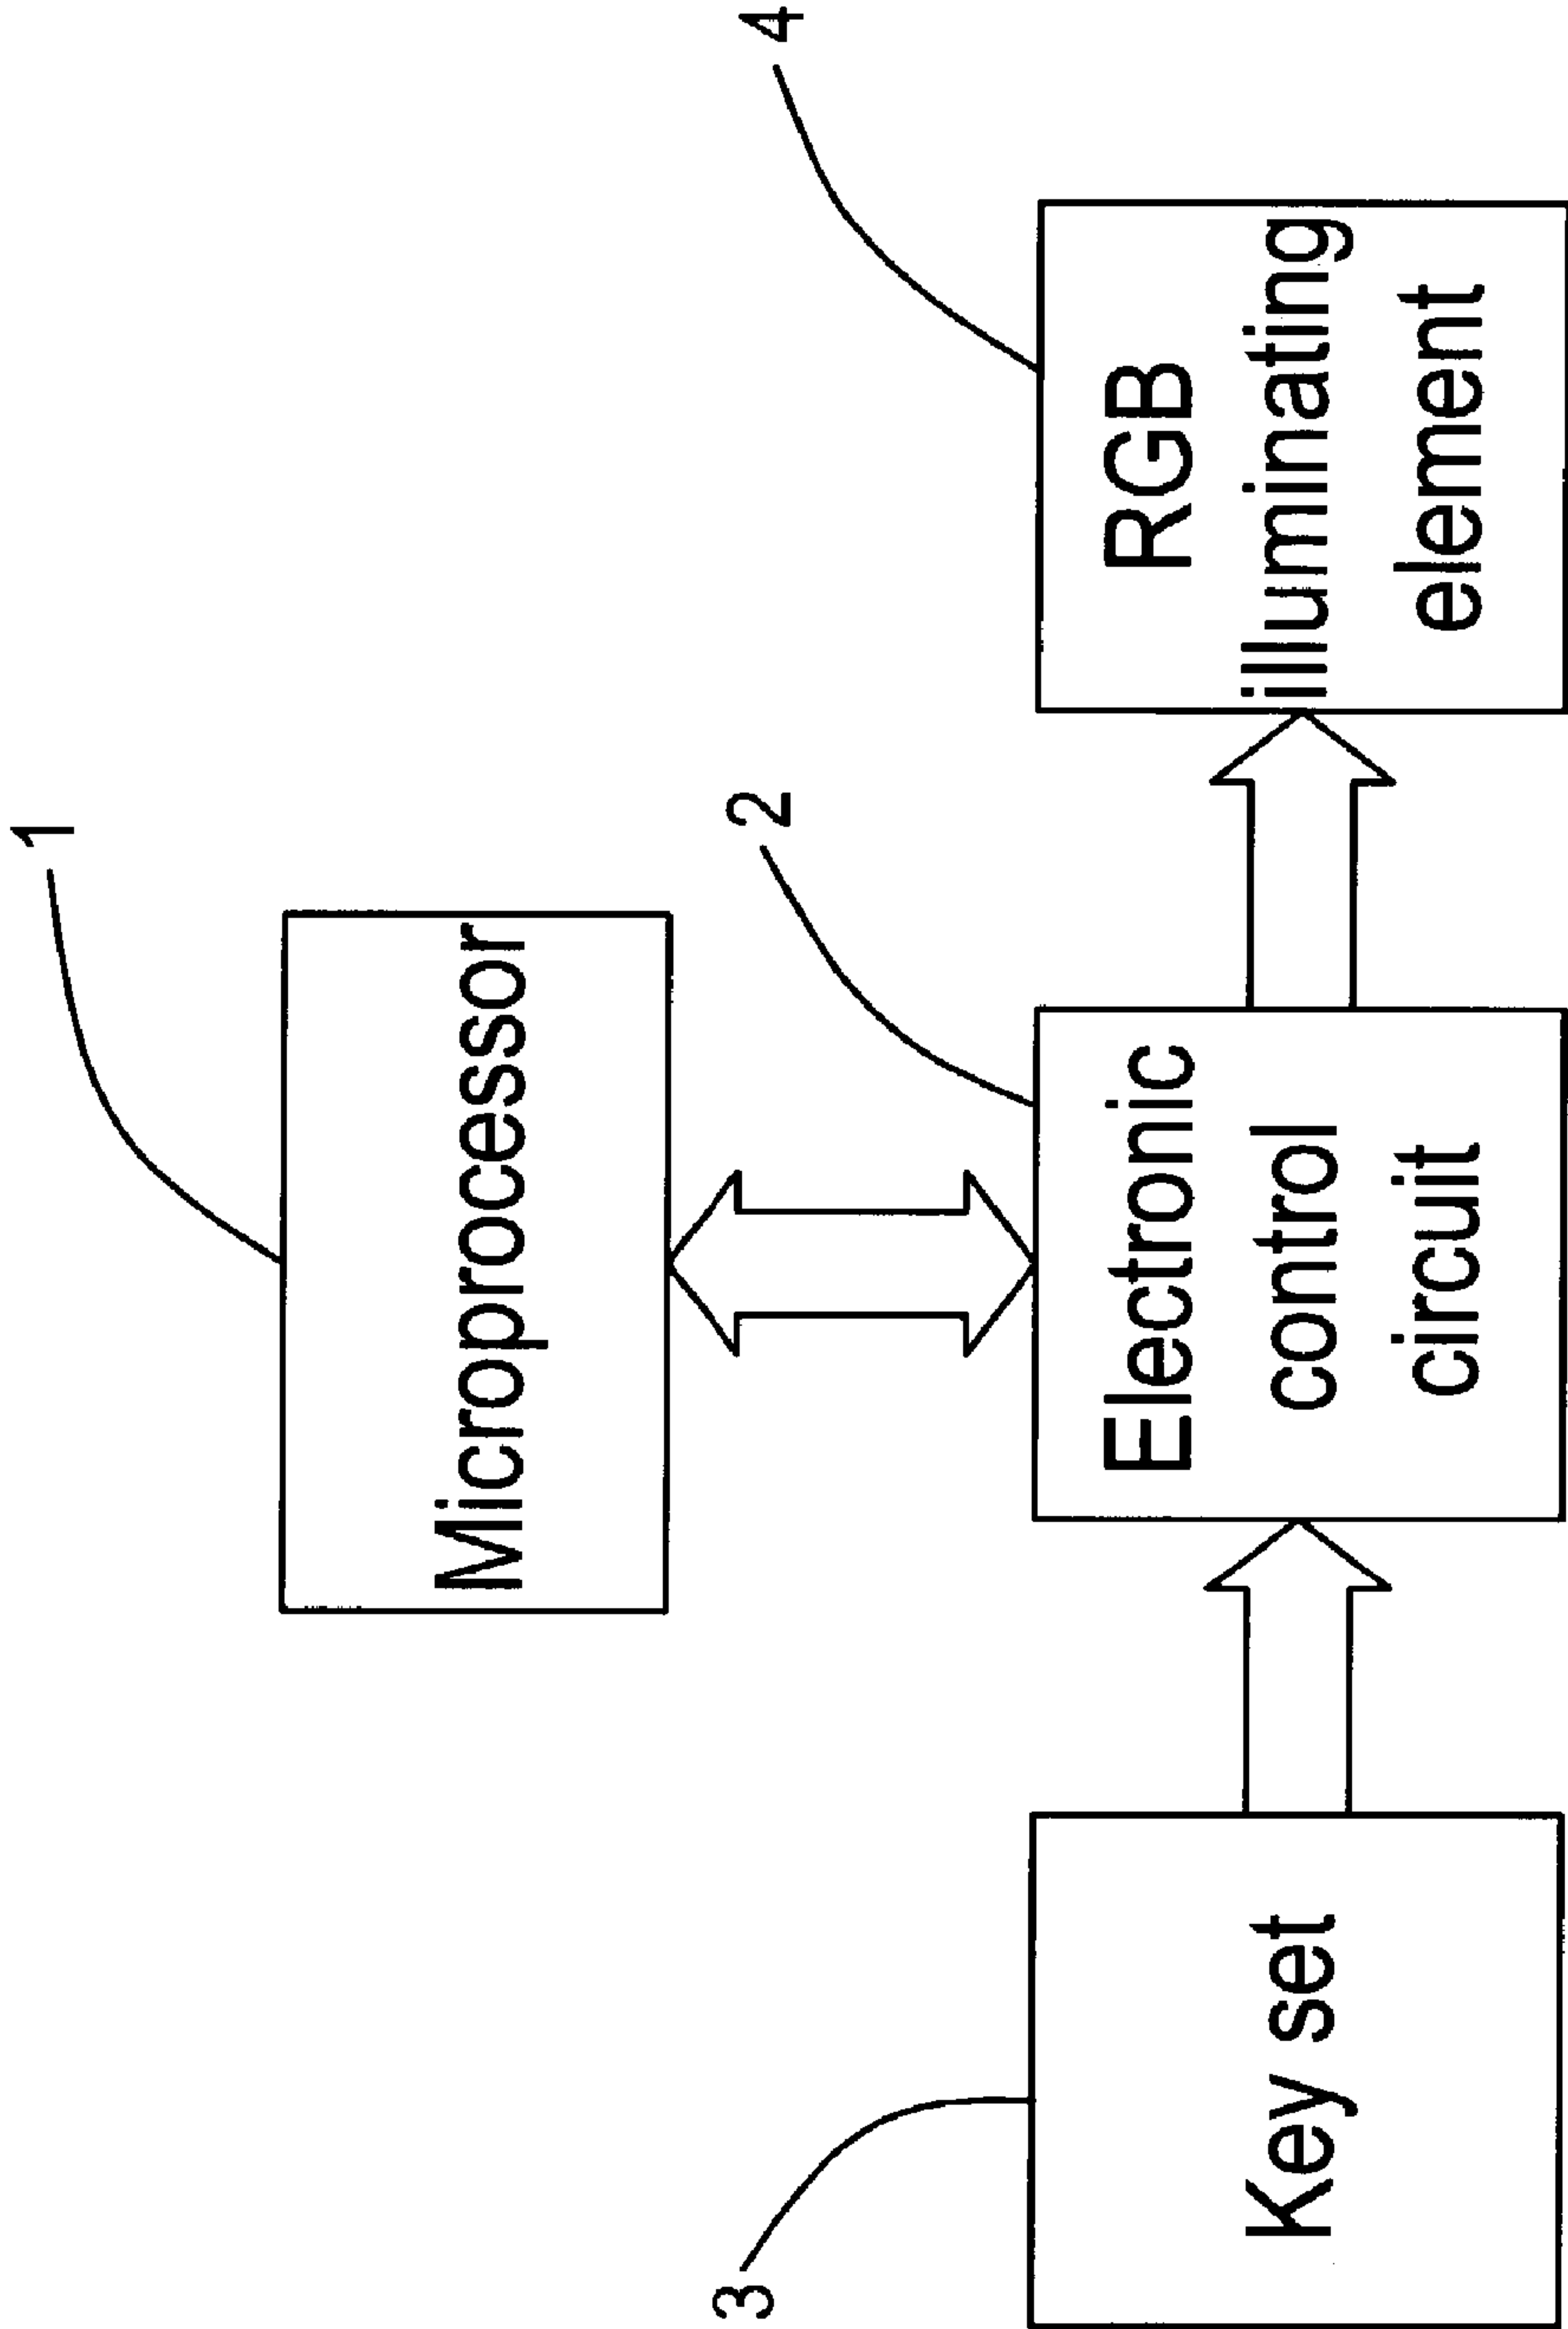 1
Microprocessor
2
4
3
Key set
Electronic
control
circuit
RGB
illuminating
element